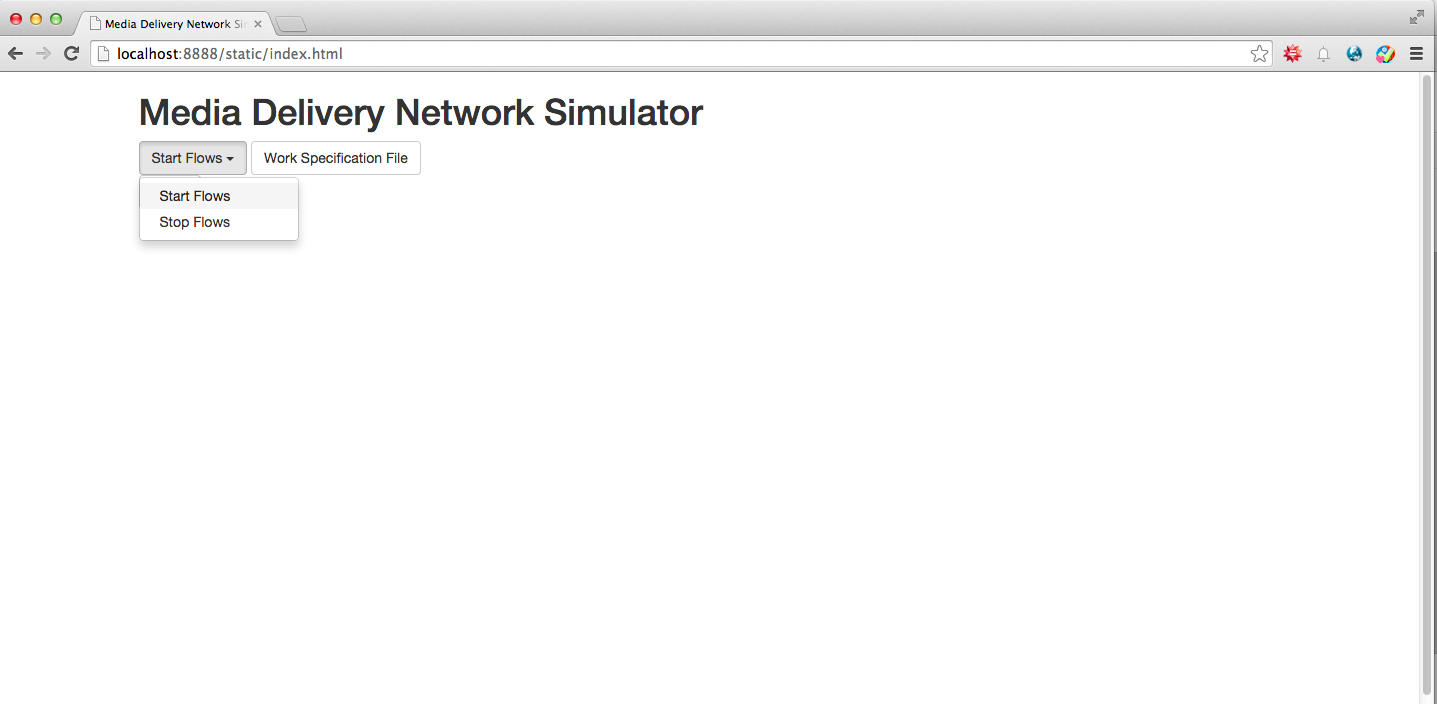 Media Delivery Network Si
localhost:8888/static/index.html
Media Delivery Network Simulator
Start Flows Work Specification File
Start Flows
Stop Flows